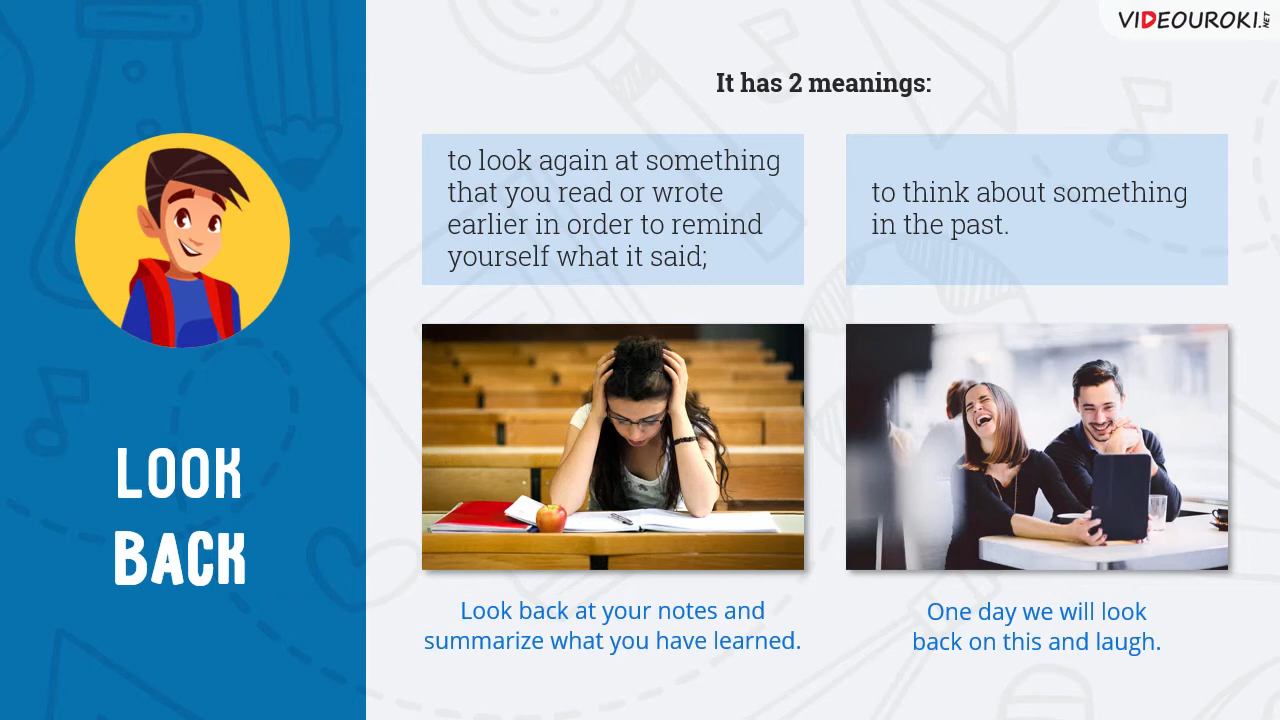 VIDEOUROKI.NET
It has 2 meanings:
to look again at something
that you read or wrote
earlier in order to remind
yourself what it said;
to think about something
in the past.
LOOK
BACK
Look back at your notes and
summarize what you have learned.
One day we will look
back on this and laugh.